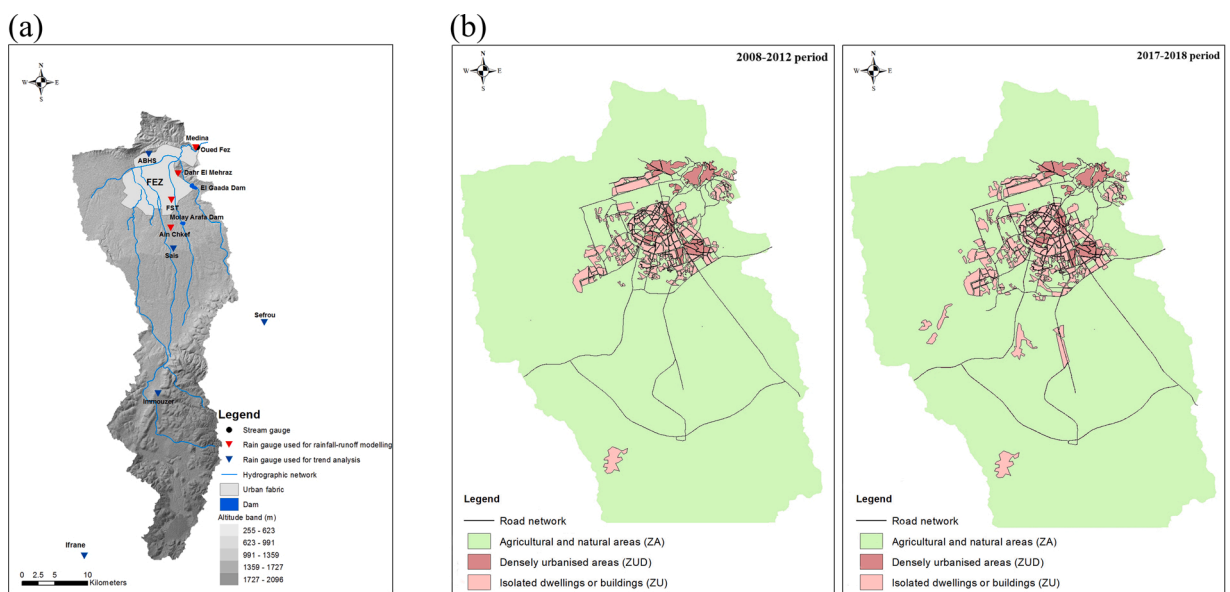 (a)
N
W E
S
Medina
Oued Fez
ABHS
Dahr El Mehraz
FEZ
El Gaada Dam
FST
Molay Arafa Dam
Ain Chkef
Sais
Sefrou
Immouzer
Ifrane
0 2.5 5 10
Kilometers
Legend
Stream gauge
Rain gauge used for rainfall-runoff modelling
Rain gauge used for trend analysis
Hydrographic network
Urban fabric
Dam
Altitude band (m)
255 - 623
623 - 991
991 - 1359
1359 - 1727
1727 - 2096
(b)
2008-2012 period
N
W E
S
Legend
Road network
Agricultural and natural areas (ZA)
Densely urbanised areas (ZUD)
Isolated dwellings or buildings (ZU)
2017-2018 period
N
W E
S
Legend
Road network
Agricultural and natural areas (ZA)
Densely urbanised areas (ZUD)
Isolated dwellings or buildings (ZU)